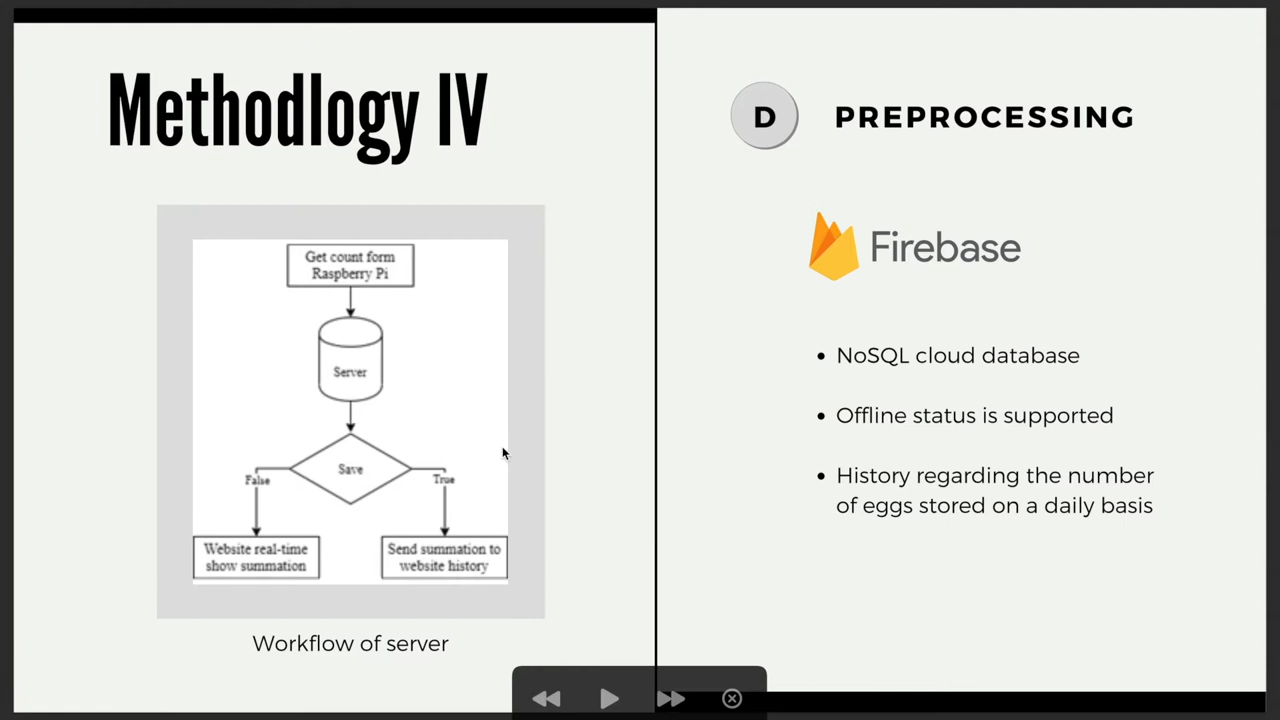 Methodlogy IV
Get count form
Raspberry Pi
Server
Save
False
True
Website real-time
show summation
Send summation to
website history
Workflow of server
D
PREPROCESSING
Firebase
• NoSQL cloud database
• Offline status is supported
• History regarding the number
of eggs stored on a daily basis